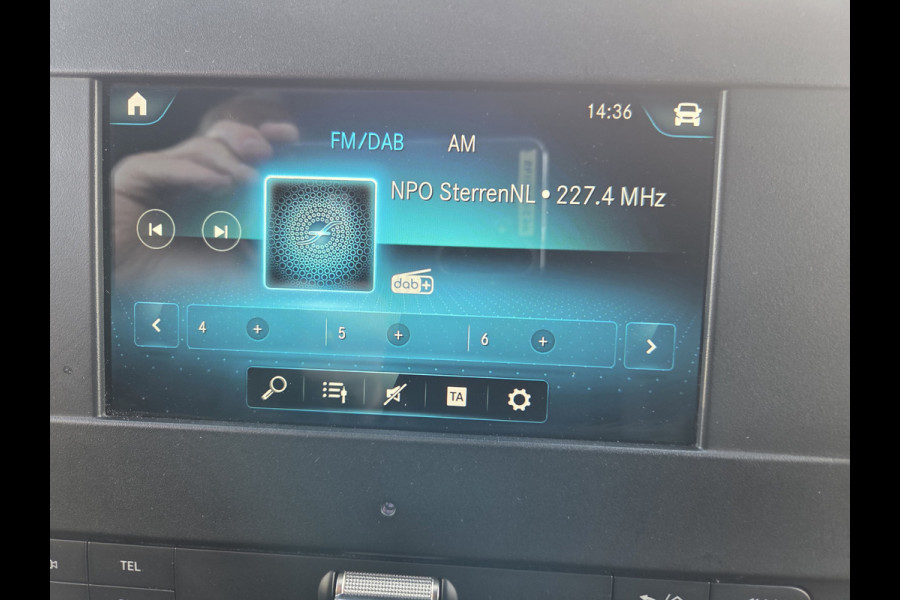 14:36
FM/DAB AM
NPO SterrenNL • 227.4 MHz
dab+
4 + 5 + 6 +
TA
TEL